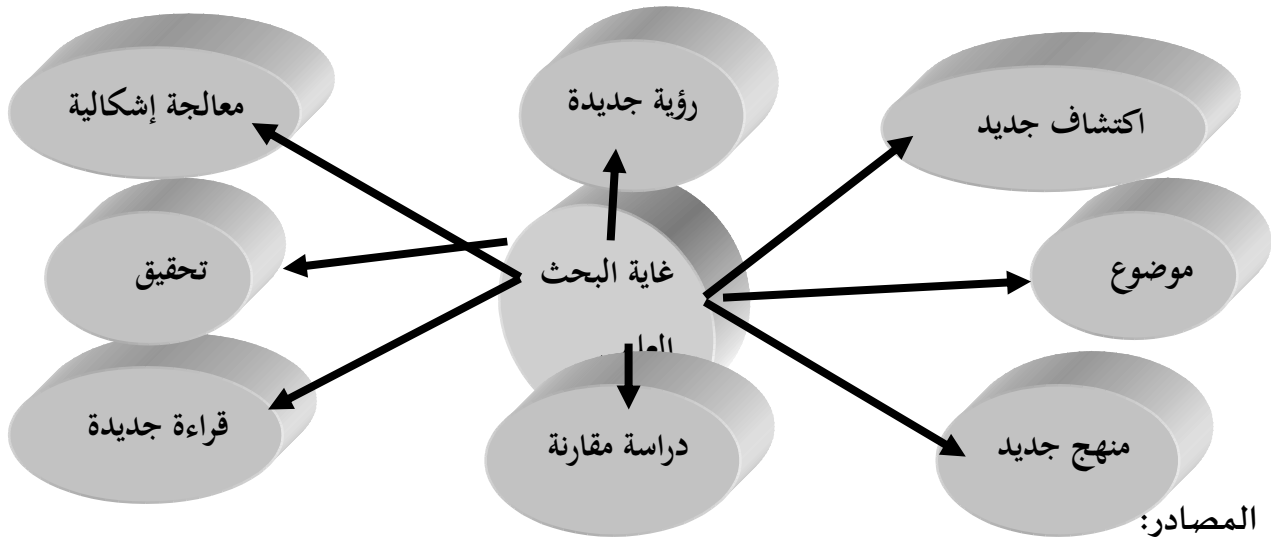 اكتشاف جديد
رؤية جديدة
معالجة إشكالية
موضوع
غاية البحث
تحقيق
منهج جديد
دراسة مقارنة
قراءة جديدة
المصادر: